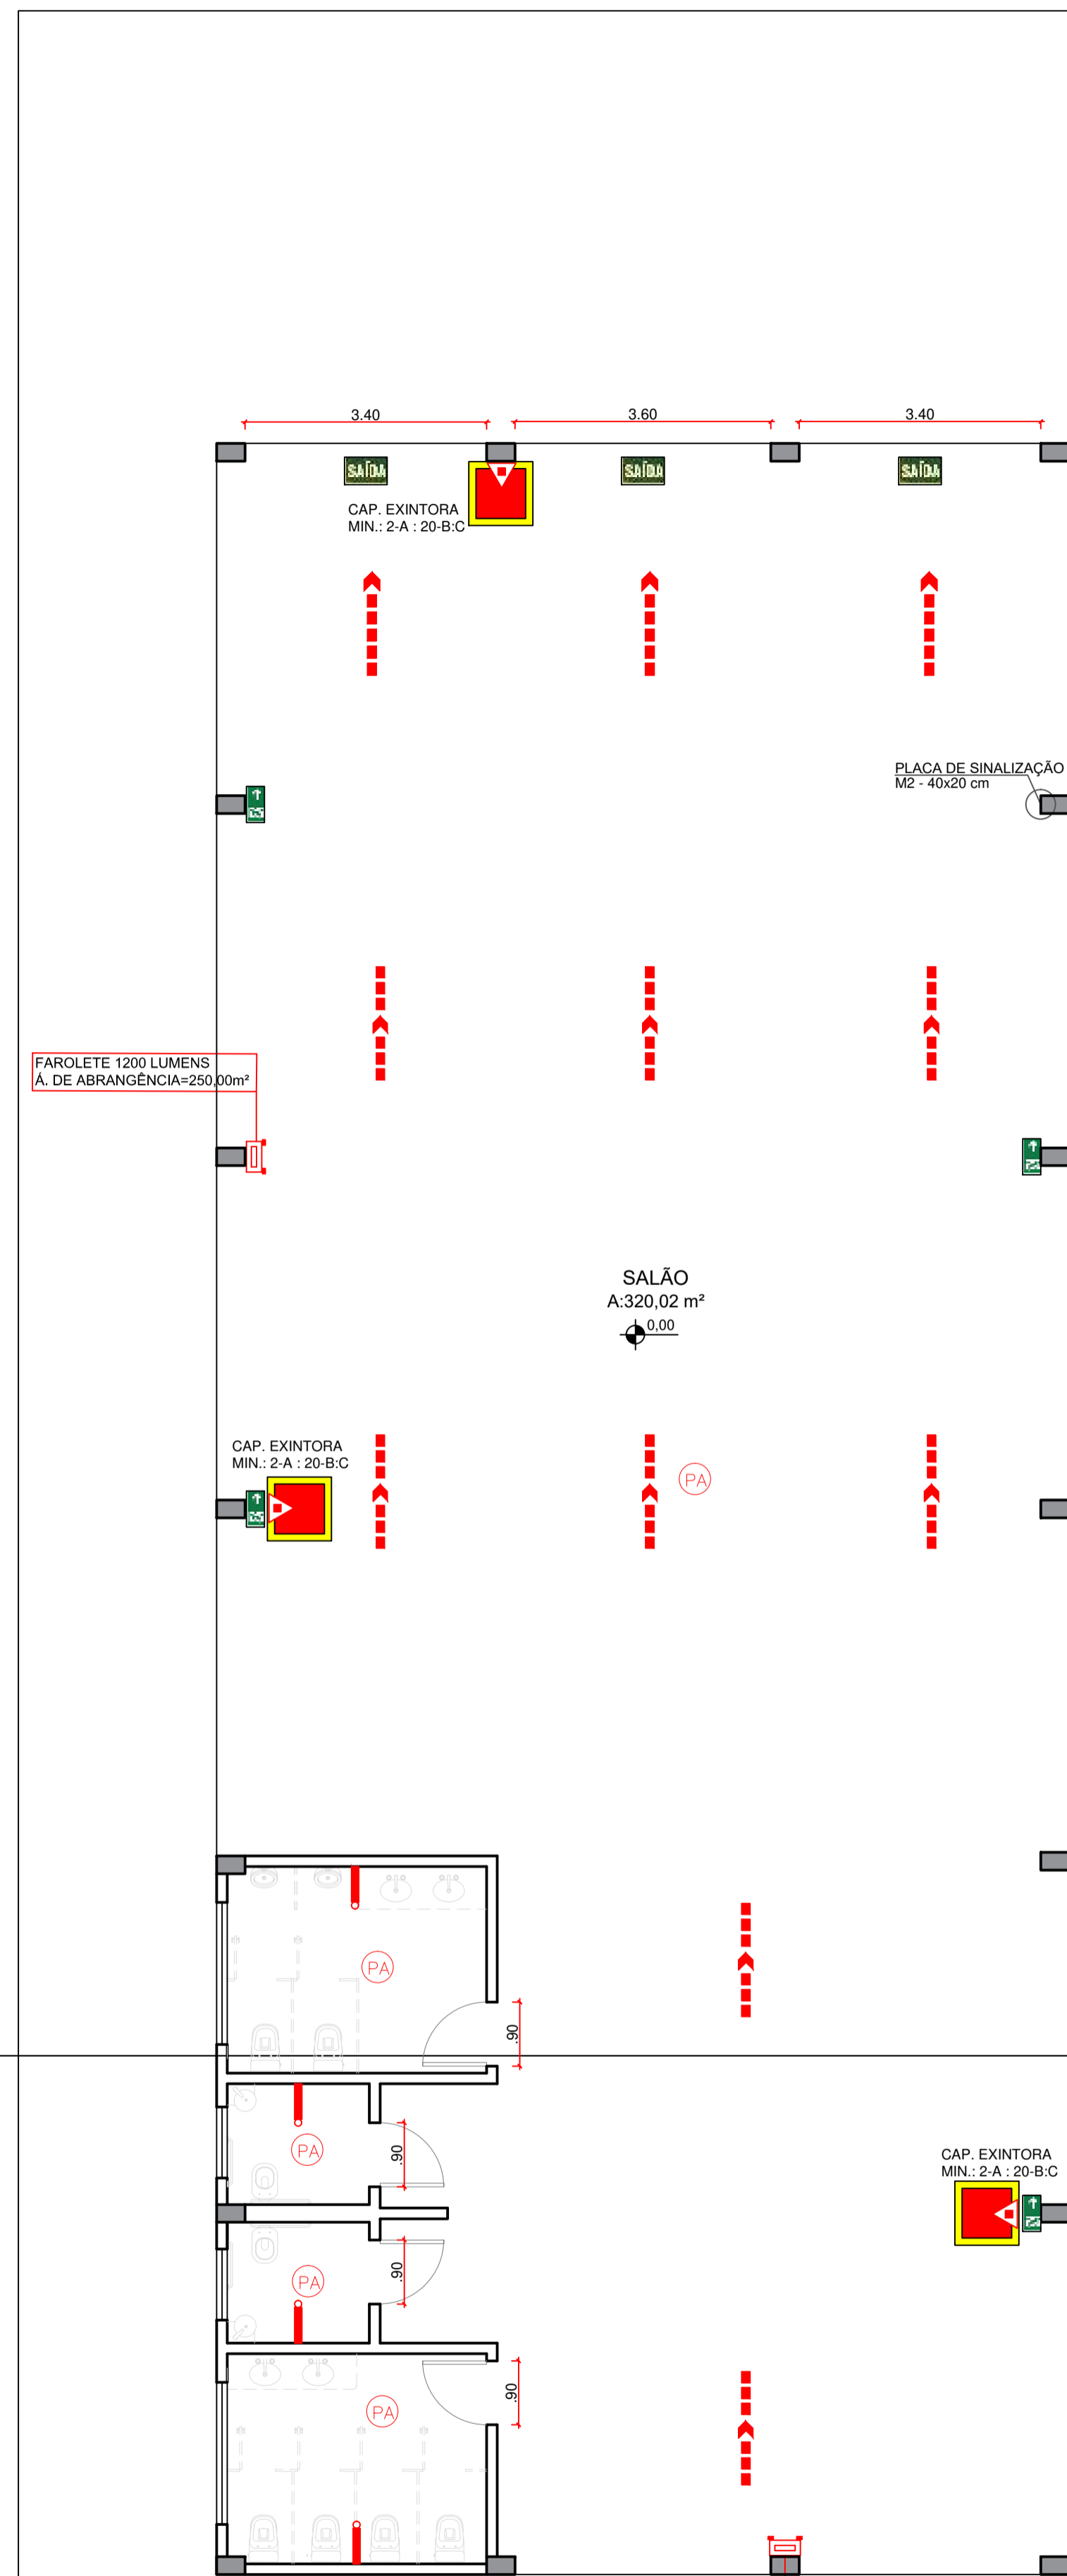 3.40
3.60
3.40
SAÍDA
SAÍDA
SAÍDA
CAP. EXINTORA
MIN.: 2-A : 20-B:C
PLACA DE SINALIZAÇÃO
M2 - 40x20 cm
FAROLETE 1200 LUMENS
Á. DE ABRANGÊNCIA=250,00m²
SALÃO
A:320,02 m²
0,00
CAP. EXINTORA
MIN.: 2-A : 20-B:C
PA
PA
.90
PA
.90
CAP. EXINTORA
MIN.: 2-A : 20-B:C
PA
.90
.90
PA